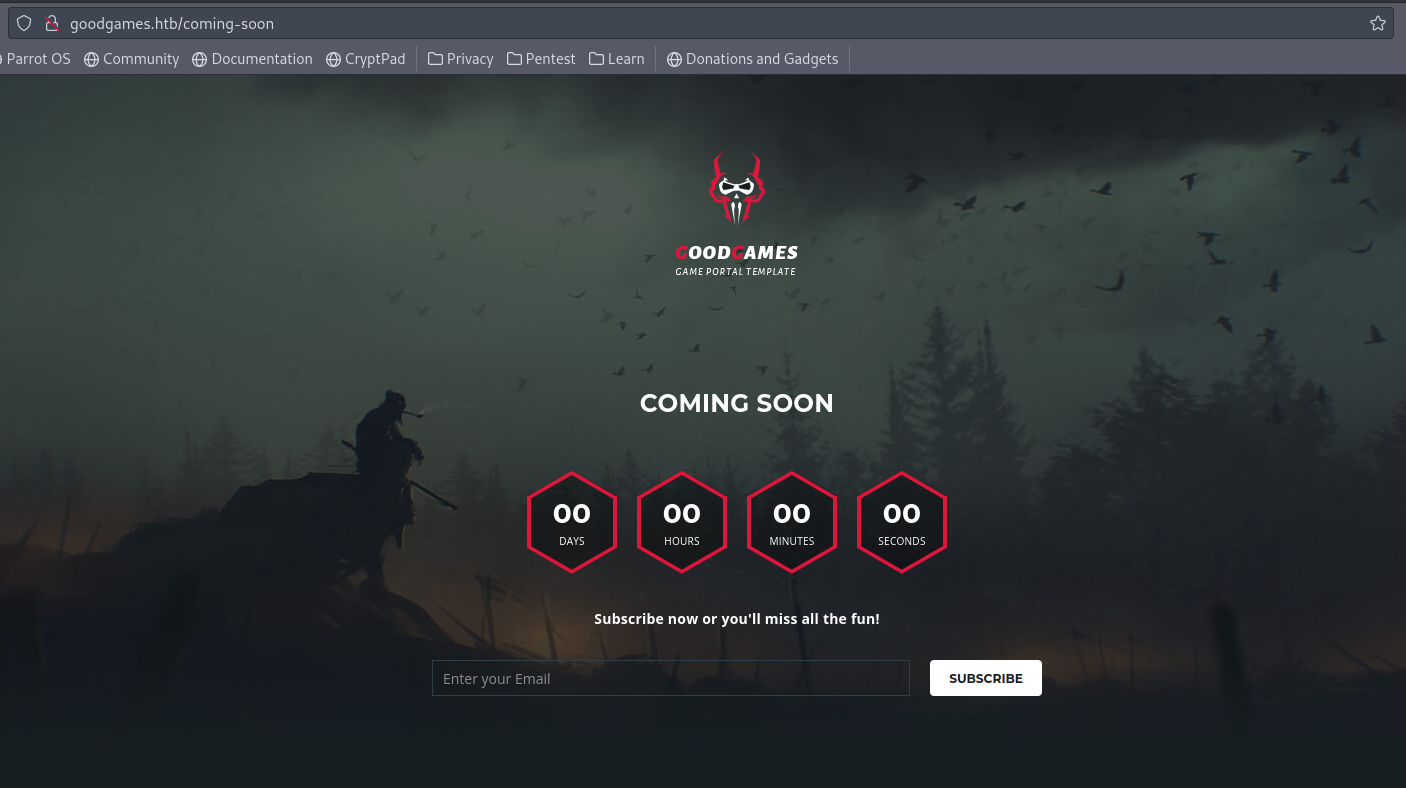 goodgames.htb/coming-soon
Parrot OS Community Documentation CryptPad Privacy Pentest Learn Donations and Gadgets
GOODGAMES
GAME PORTAL TEMPLATE
COMING SOON
00 00 00 00
DAYS HOURS MINUTES SECONDS
Subscribe now or you'll miss all the fun!
Enter your Email SUBSCRIBE